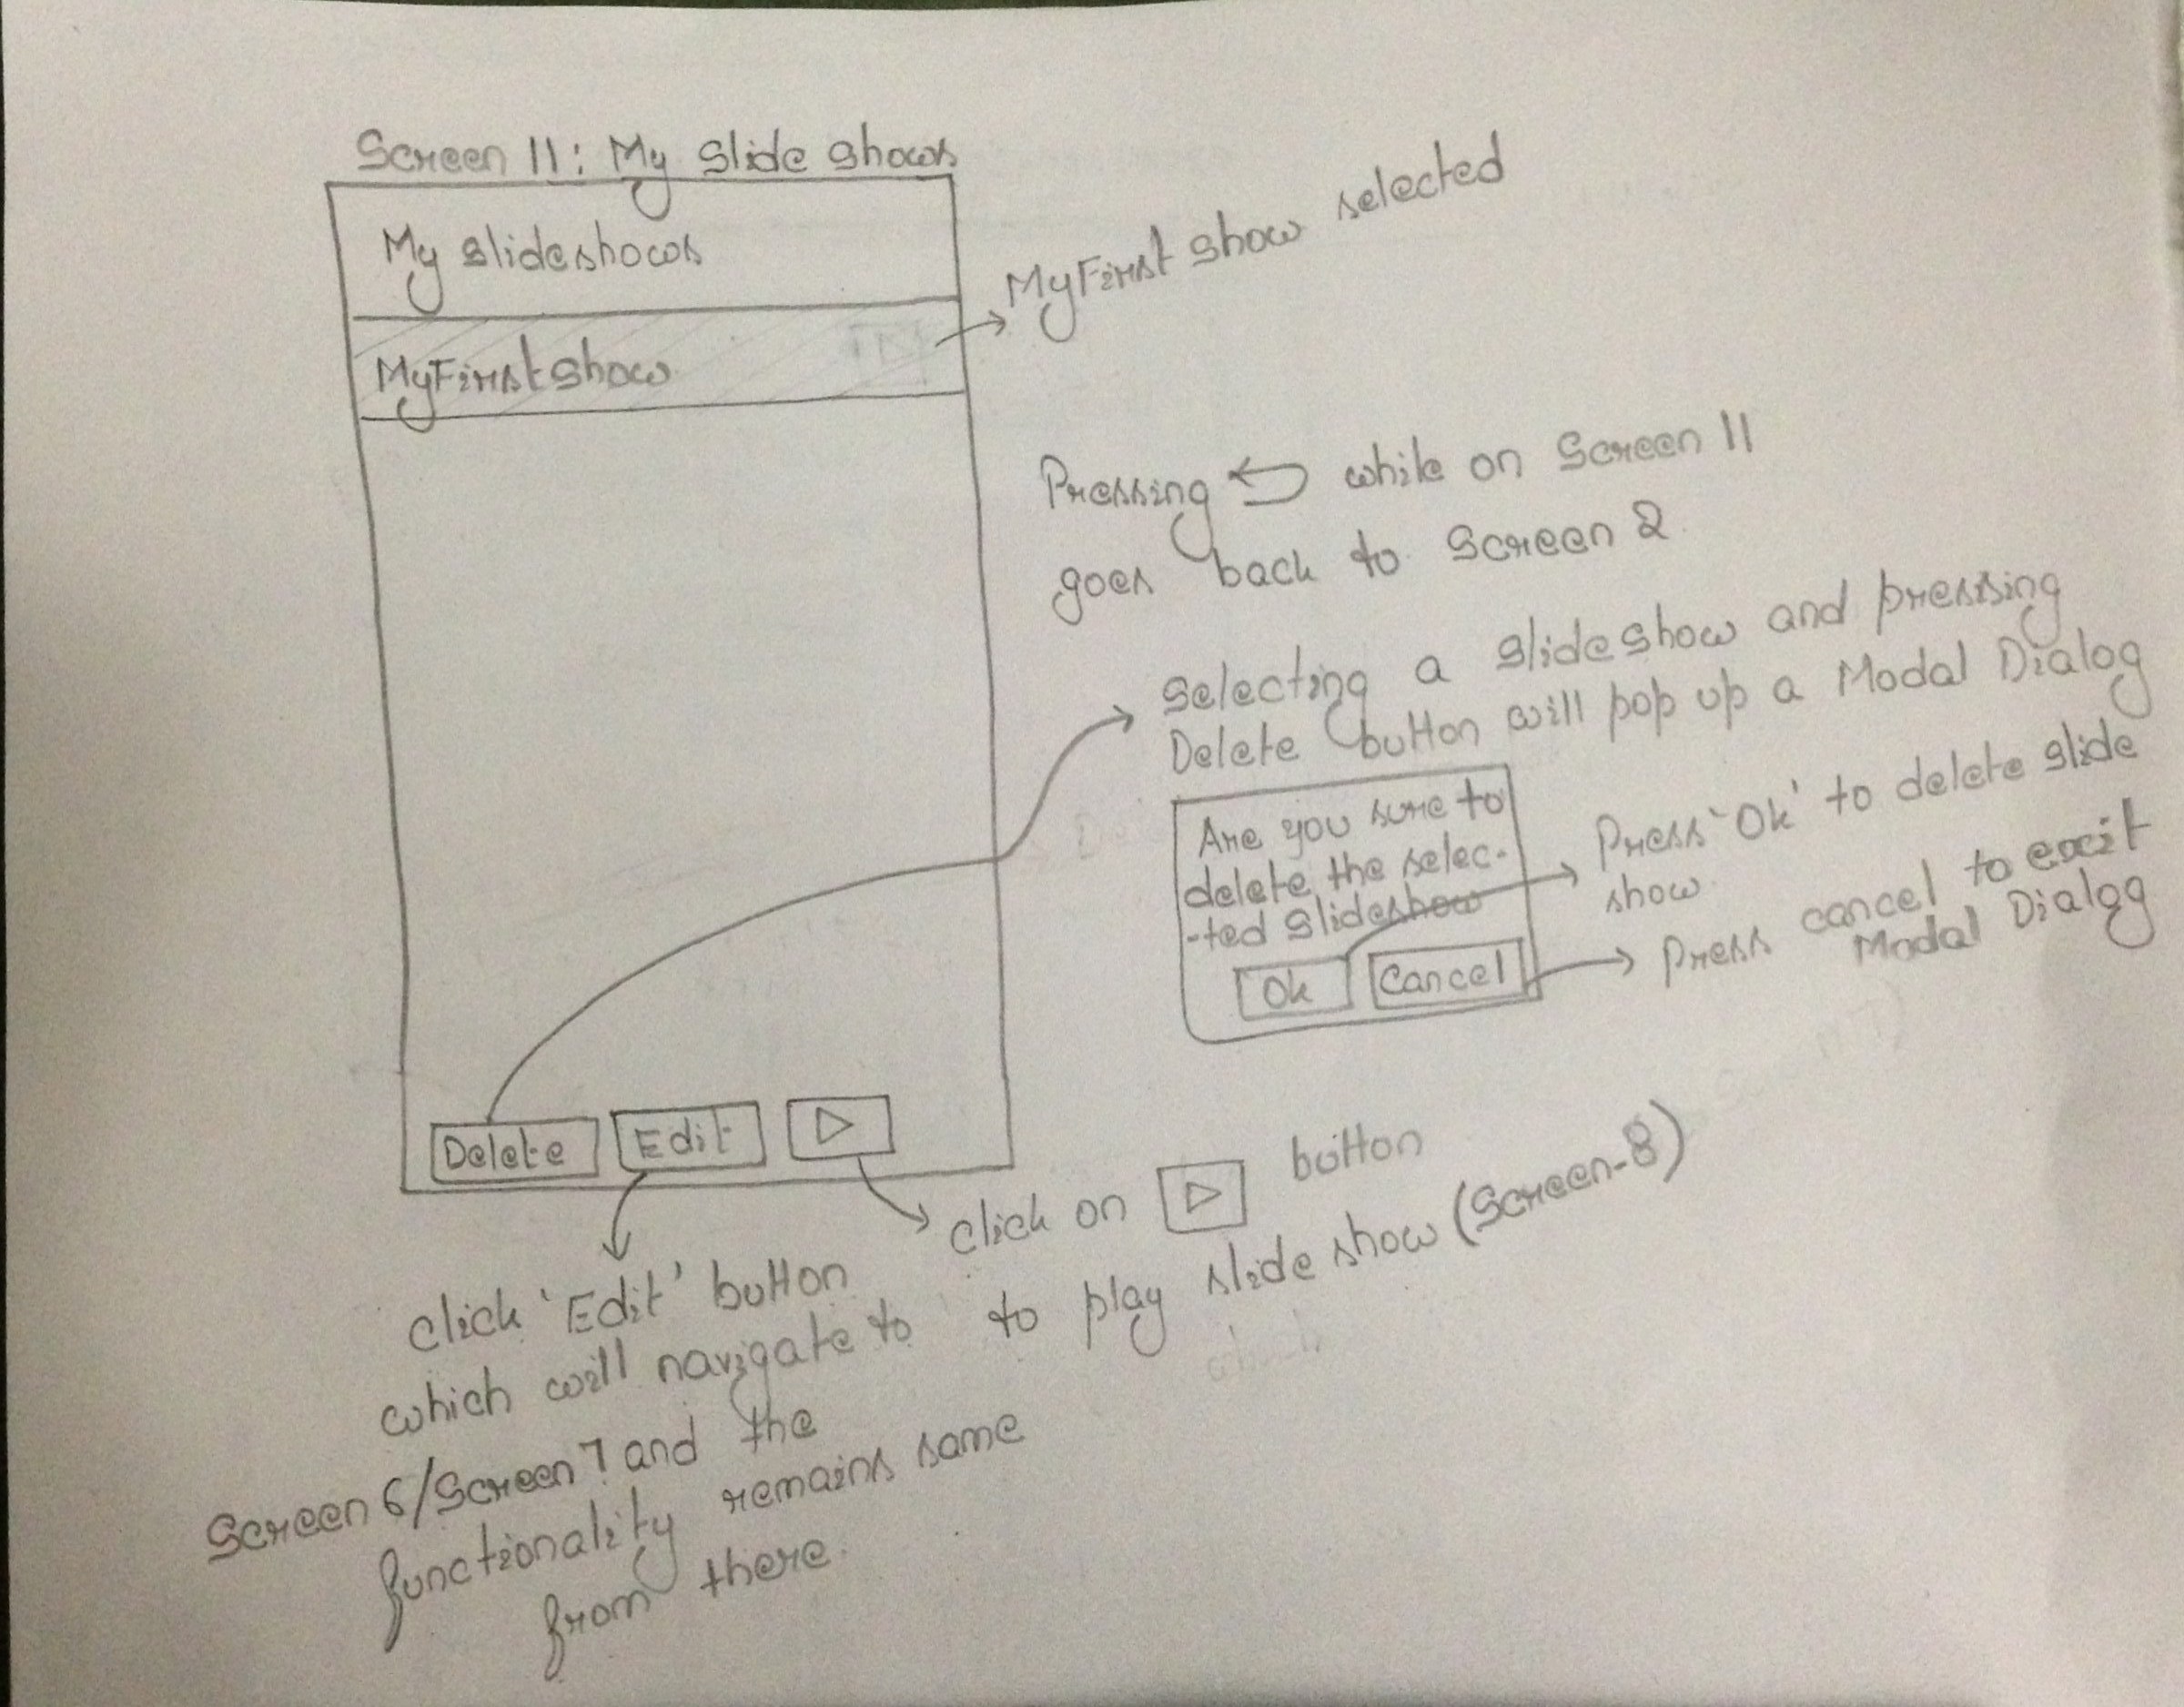 Screen 11: My Slide Shows
My slideshows
MyFirst Show selected
MyFirstShow
Pressing while on Screen 11
goes back to Screen 2
Selecting a slideshow and pressing
Delete button will pop up a Modal Dialog
Are you sure to
delete the selec-
-ted slideshow
Ok Cancel
Press 'Ok' to delete slide
show
Press cancel to exit
Modal Dialog
Delete Edit
click on button
to play slide show (Screen-8)
click 'Edit' button
which will navigate to
Screen 6/Screen 7 and the
functionality remains same
from there.